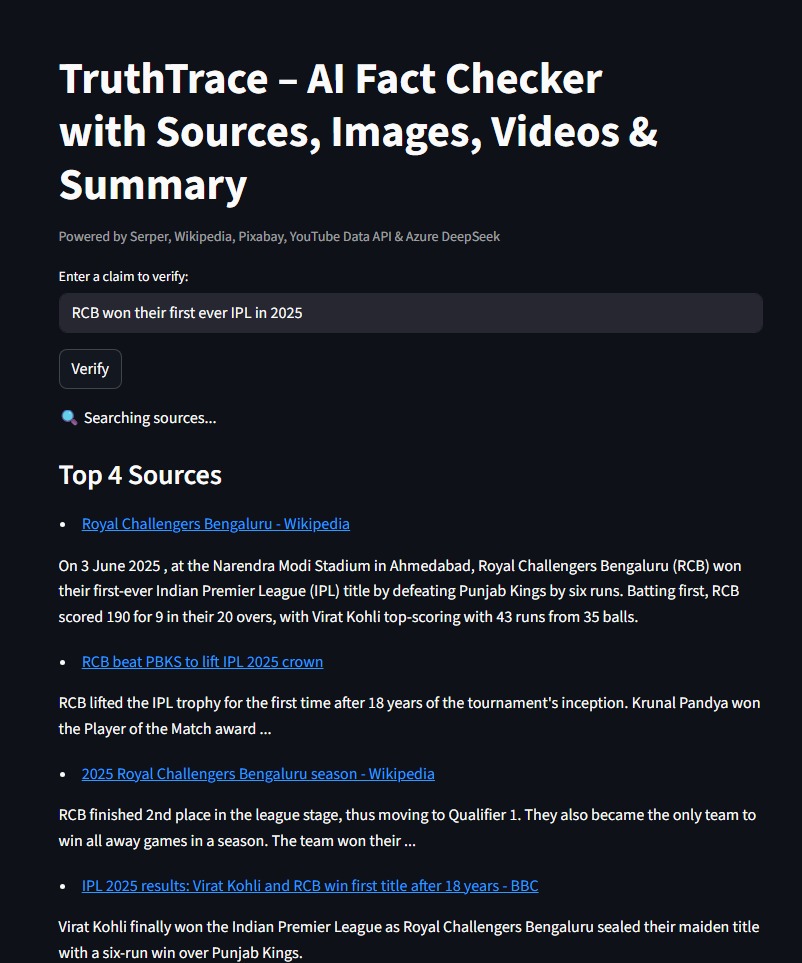 TruthTrace – AI Fact Checker
with Sources, Images, Videos &
Summary
Powered by Serper, Wikipedia, Pixabay, YouTube Data API & Azure DeepSeek
Enter a claim to verify:
RCB won their first ever IPL in 2025
Verify
Searching sources...
Top 4 Sources
• Royal Challengers Bengaluru - Wikipedia
On 3 June 2025 , at the Narendra Modi Stadium in Ahmedabad, Royal Challengers Bengaluru (RCB) won
their first-ever Indian Premier League (IPL) title by defeating Punjab Kings by six runs. Batting first, RCB
scored 190 for 9 in their 20 overs, with Virat Kohli top-scoring with 43 runs from 35 balls.
• RCB beat PBKS to lift IPL 2025 crown
RCB lifted the IPL trophy for the first time after 18 years of the tournament's inception. Krunal Pandya won
the Player of the Match award ...
• 2025 Royal Challengers Bengaluru season - Wikipedia
RCB finished 2nd place in the league stage, thus moving to Qualifier 1. They also became the only team to
win all away games in a season. The team won their ...
• IPL 2025 results: Virat Kohli and RCB win first title after 18 years - BBC
Virat Kohli finally won the Indian Premier League as Royal Challengers Bengaluru sealed their maiden title
with a six-run win over Punjab Kings.